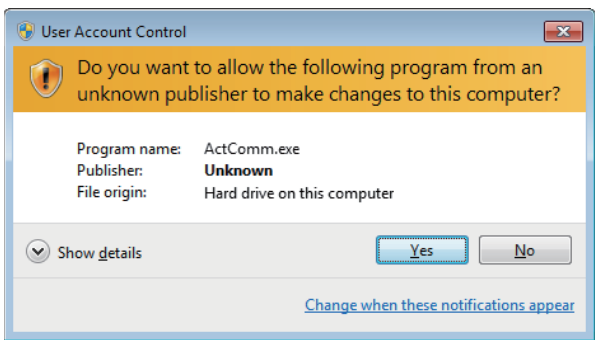 User Account Control
Do you want to allow the following program from an
unknown publisher to make changes to this computer?
Program name: ActComm.exe
Publisher: Unknown
File origin: Hard drive on this computer
Show details
Yes No
Change when these notifications appear